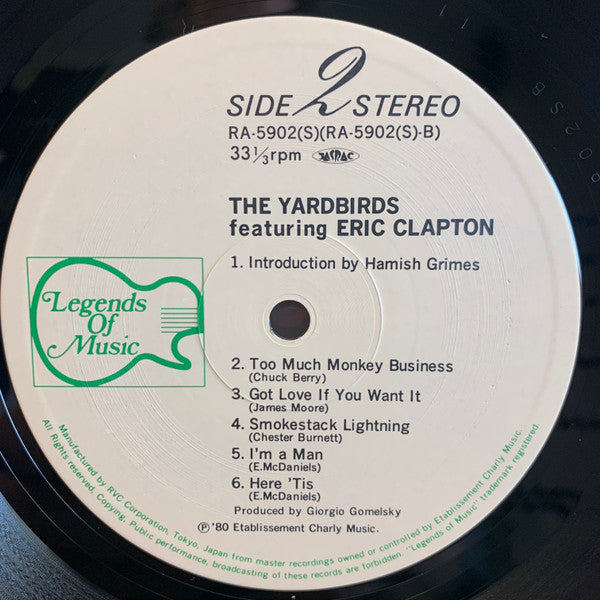 SIDE 2 STEREO
RA-5902(S)(RA-5902(S)-B)
33 1/3 rpm JASRAC
THE YARDBIRDS
featuring ERIC CLAPTON
1. Introduction by Hamish Grimes
Legends
Of
Music
2. Too Much Monkey Business
(Chuck Berry)
3. Got Love If You Want It
(James Moore)
4. Smokestack Lightning
(Chester Burnett)
5. I'm a Man
(E.McDaniels)
6. Here 'Tis
(E.McDaniels)
Produced by Giorgio Gomelsky
Ⓟ '80 Etablissement Charly Music.
Manufactured by RVC Corporation, Tokyo, Japan from master recordings owned or controlled by Etablissement Charly Music.
All Rights reserved. Copying, Public performance, broadcasting of these records are forbidden. "Legends of Music" trademark registered.